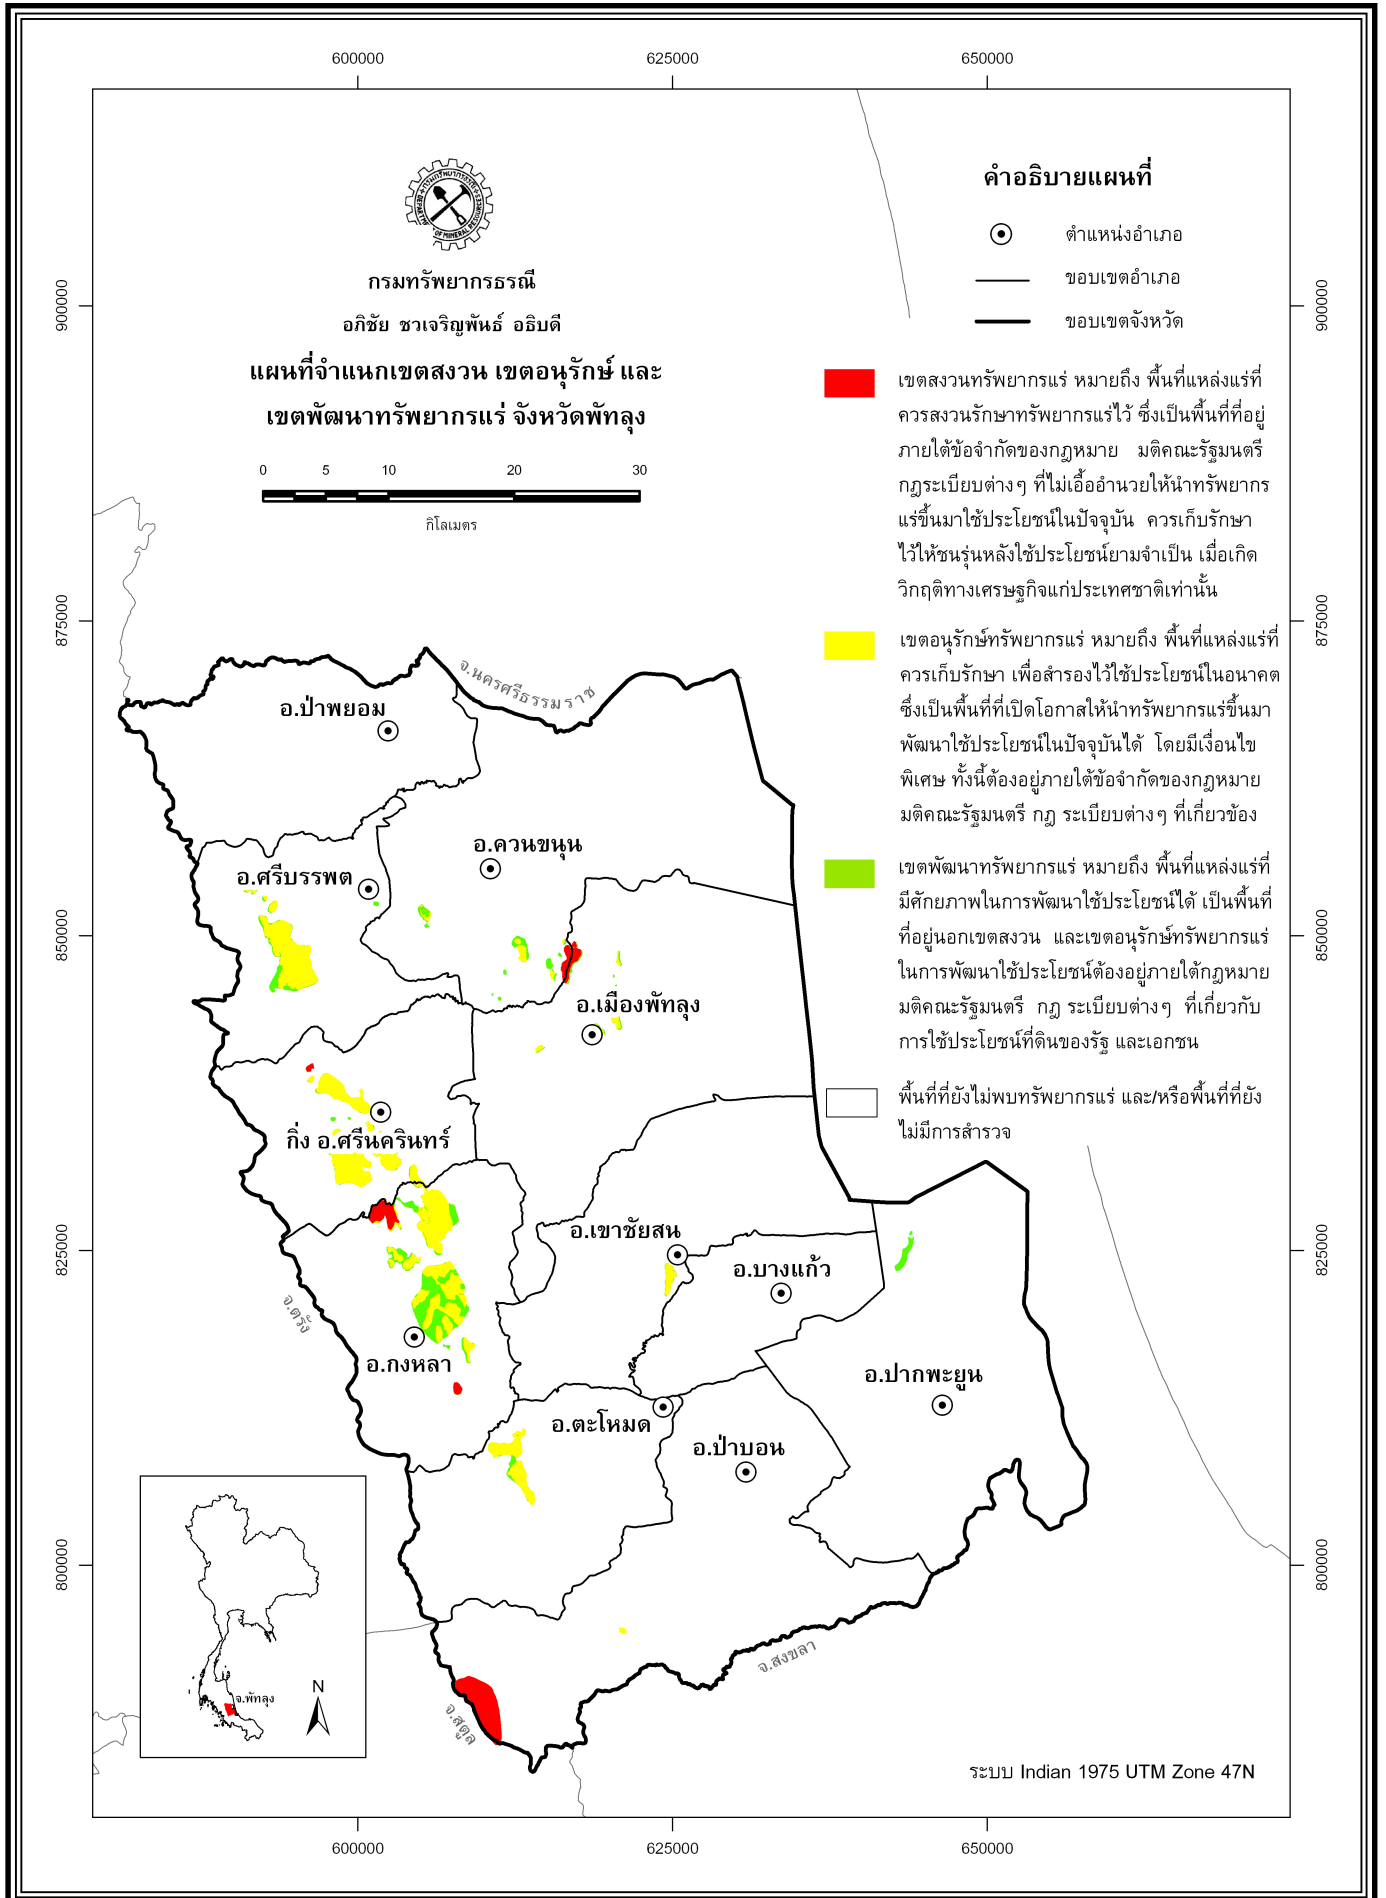 600000 625000 650000
กรมทรัพยากรธรณี
DEPARTMENT OF MINERAL RESOURCES
กรมทรัพยากรธรณี
อภิชัย ชวเจริญพันธ์ อธิบดี
แผนที่จำแนกเขตสงวน เขตอนุรักษ์ และ
เขตพัฒนาทรัพยากรแร่ จังหวัดพัทลุง
0 5 10 20 30
กิโลเมตร
คำอธิบายแผนที่
ตำแหน่งอำเภอ
ขอบเขตอำเภอ
ขอบเขตจังหวัด
เขตสงวนทรัพยากรแร่ หมายถึง พื้นที่แหล่งแร่ที่
ควรสงวนรักษาทรัพยากรแร่ไว้ ซึ่งเป็นพื้นที่ที่อยู่
ภายใต้ข้อจำกัดของกฎหมาย มติคณะรัฐมนตรี
กฎระเบียบต่างๆ ที่ไม่เอื้ออำนวยให้นำทรัพยากร
แร่ขึ้นมาใช้ประโยชน์ในปัจจุบัน ควรเก็บรักษา
ไว้ให้ชนรุ่นหลังใช้ประโยชน์ยามจำเป็น เมื่อเกิด
วิกฤติทางเศรษฐกิจแก่ประเทศชาติเท่านั้น
เขตอนุรักษ์ทรัพยากรแร่ หมายถึง พื้นที่แหล่งแร่ที่
ควรเก็บรักษา เพื่อสำรองไว้ใช้ประโยชน์ในอนาคต
ซึ่งเป็นพื้นที่ที่เปิดโอกาสให้นำทรัพยากรแร่ขึ้นมา
พัฒนาใช้ประโยชน์ในปัจจุบันได้ โดยมีเงื่อนไข
พิเศษ ทั้งนี้ต้องอยู่ภายใต้ข้อจำกัดของกฎหมาย
มติคณะรัฐมนตรี กฎ ระเบียบต่างๆ ที่เกี่ยวข้อง
เขตพัฒนาทรัพยากรแร่ หมายถึง พื้นที่แหล่งแร่ที่
มีศักยภาพในการพัฒนาใช้ประโยชน์ได้ เป็นพื้นที่
ที่อยู่นอกเขตสงวน และเขตอนุรักษ์ทรัพยากรแร่
ในการพัฒนาใช้ประโยชน์ต้องอยู่ภายใต้กฎหมาย
มติคณะรัฐมนตรี กฎ ระเบียบต่างๆ ที่เกี่ยวกับ
การใช้ประโยชน์ที่ดินของรัฐ และเอกชน
พื้นที่ที่ยังไม่พบทรัพยากรแร่ และ/หรือพื้นที่ที่ยัง
ไม่มีการสำรวจ
900000 900000
875000 875000
850000 850000
825000 825000
800000 800000
จ.นครศรีธรรมราช
อ.ป่าพยอม
อ.ควนขนุน
อ.ศรีบรรพต
อ.เมืองพัทลุง
กิ่ง อ.ศรีนครินทร์
อ.เขาชัยสน
อ.บางแก้ว
จ.ตรัง
อ.กงหลา
อ.ปากพะยูน
อ.ตะโหมด
อ.ป่าบอน
จ.สงขลา
จ.สตูล
จ.พัทลุง
N
ระบบ Indian 1975 UTM Zone 47N
600000 625000 650000